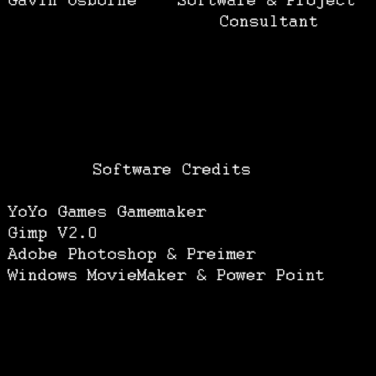 Gavin Osborne Software & Project
Consultant
Software Credits
YoYo Games Gamemaker
Gimp V2.0
Adobe Photoshop & Preimer
Windows MovieMaker & Power Point